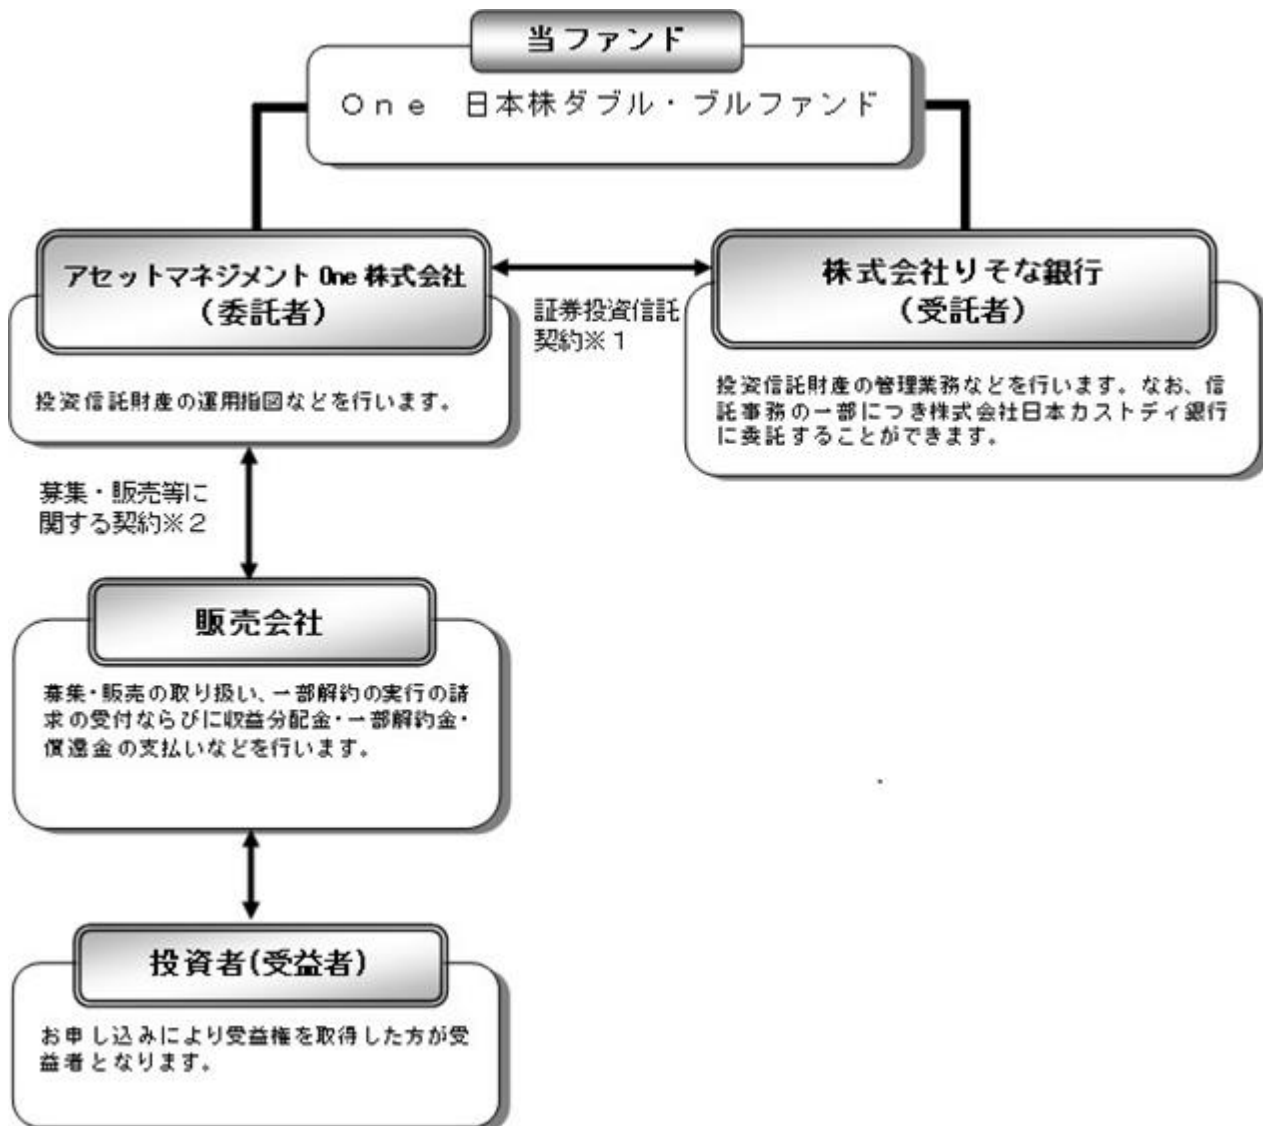 当ファンド
Ｏｎｅ　日本株ダブル・ブルファンド
アセットマネジメント One 株式会社
（委託者）
投資信託財産の運用指図などを行います。
証券投資信託
契約※１
株式会社りそな銀行
（受託者）
投資信託財産の管理業務などを行います。なお、信
託事務の一部につき株式会社日本カストディ銀行
に委託することができます。
募集・販売等に
関する契約※２
販売会社
募集・販売の取り扱い、一部解約の実行の請
求の受付ならびに収益分配金・一部解約金・
償還金の支払いなどを行います。
投資者(受益者)
お申し込みにより受益権を取得した方が受
益者となります。